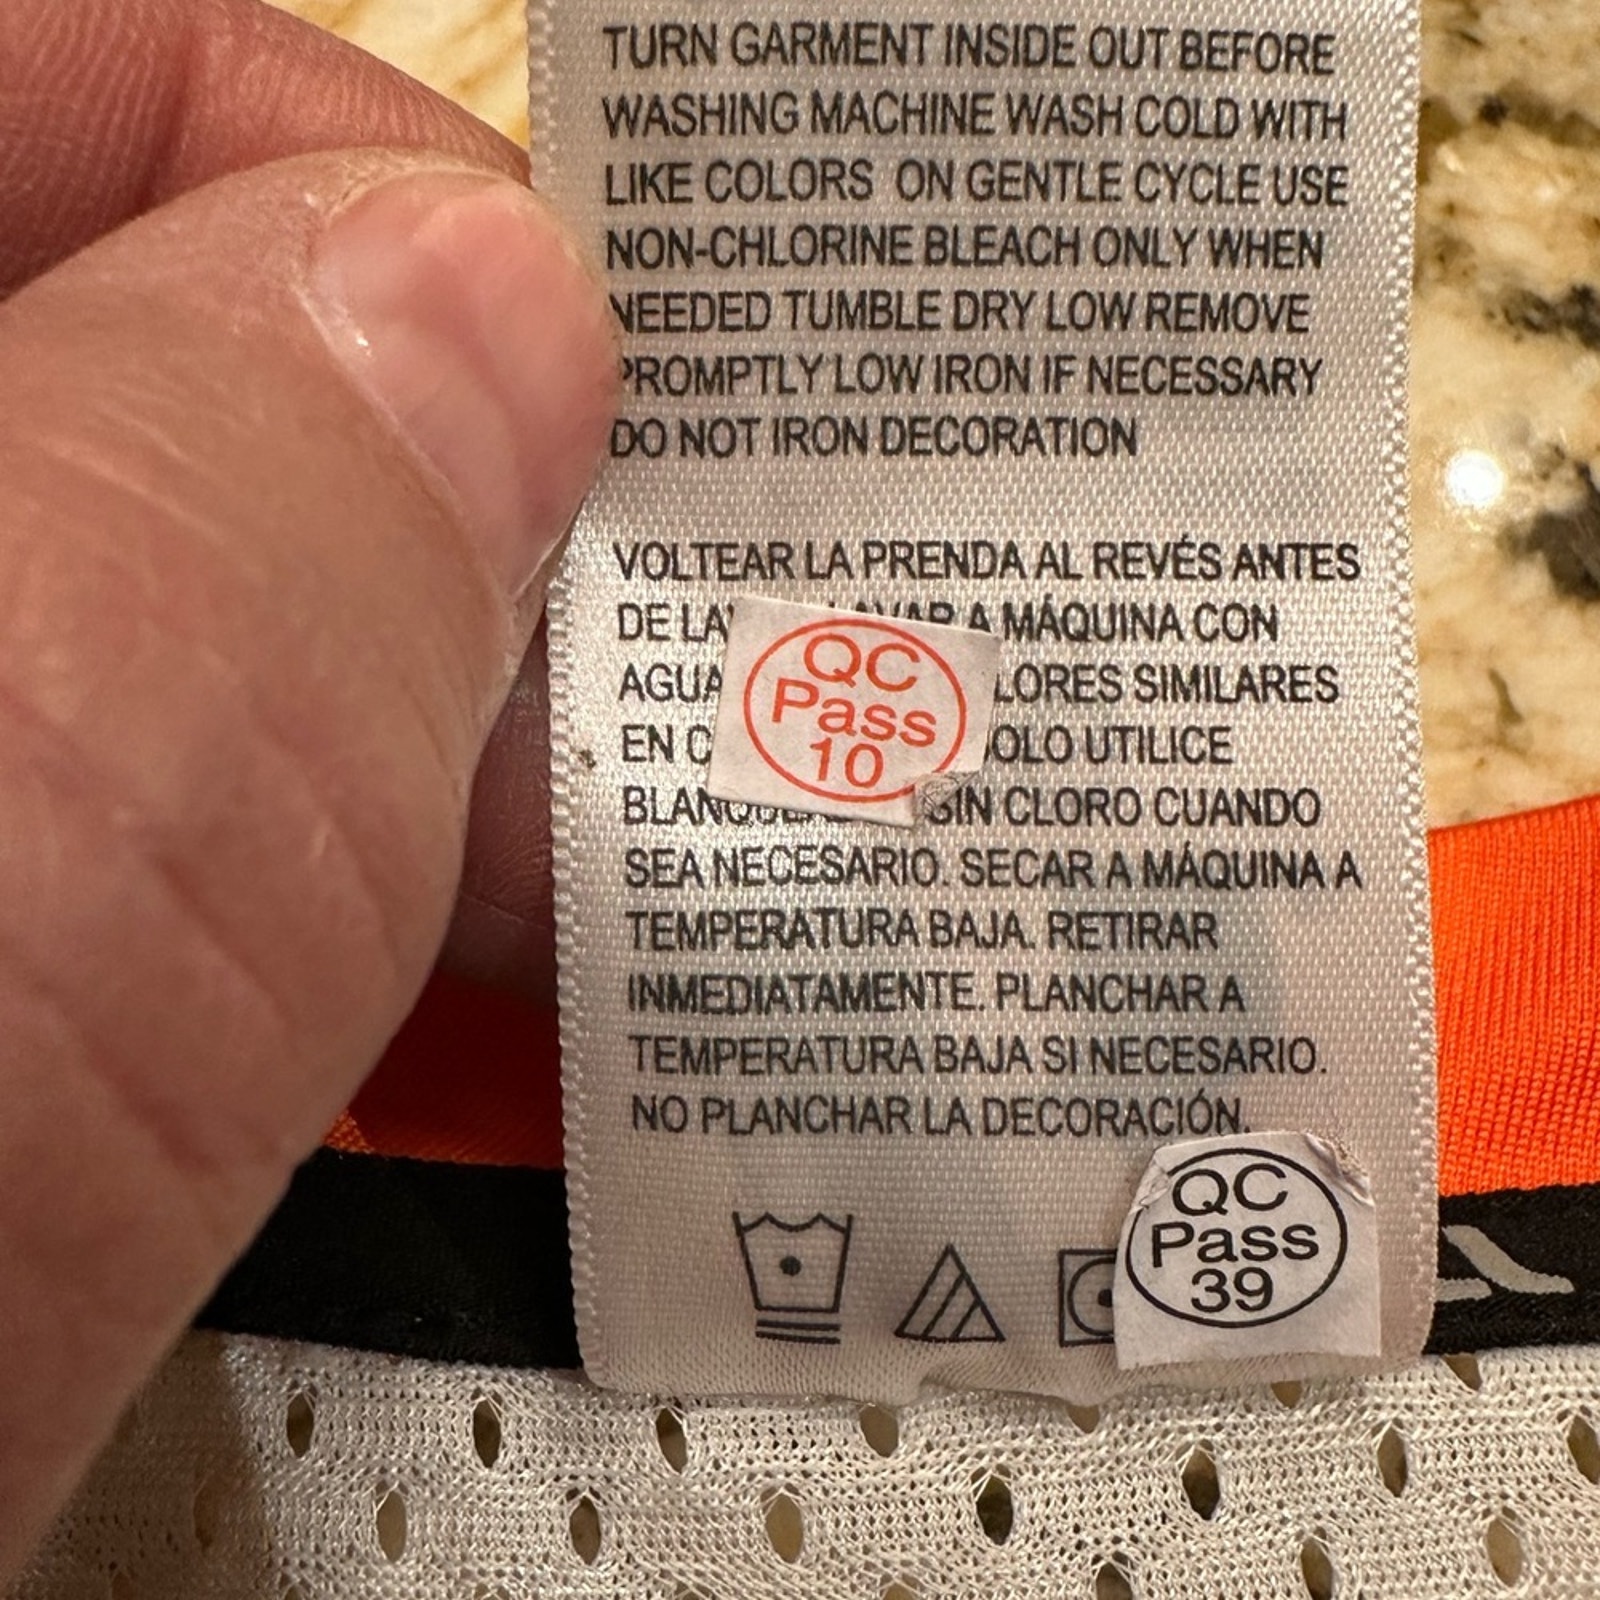 TURN GARMENT INSIDE OUT BEFORE
WASHING MACHINE WASH COLD WITH
LIKE COLORS ON GENTLE CYCLE USE
NON-CHLORINE BLEACH ONLY WHEN
NEEDED TUMBLE DRY LOW REMOVE
PROMPTLY LOW IRON IF NECESSARY
DO NOT IRON DECORATION
VOLTEAR LA PRENDA AL REVÉS ANTES
DE LAVAR A MÁQUINA CON
AGUA SIMILARES
EN UTILICE
SIN CLORO CUANDO
SEA NECESARIO. SECAR A MÁQUINA A
TEMPERATURA BAJA. RETIRAR
INMEDIATAMENTE. PLANCHAR A
TEMPERATURA BAJA SI NECESARIO.
NO PLANCHAR LA DECORACIÓN.
QC
Pass
10
QC
Pass
39